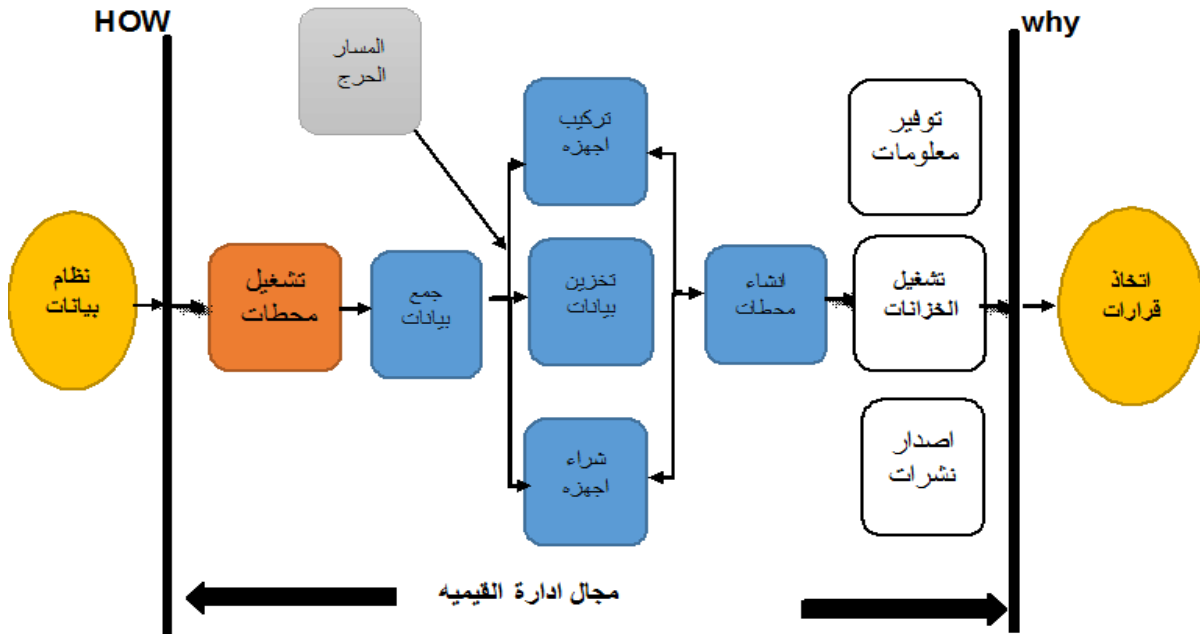 HOW
why
المسار
الحرج
تركيب
اجهزه
توفير
معلومات
نظام
بيانات
تشغيل
محطات
جمع
بيانات
تخزين
بيانات
انشاء
محطات
تشغيل
الخزانات
اتخاذ
قرارات
شراء
اجهزه
اصدار
نشرات
مجال ادارة القيميه